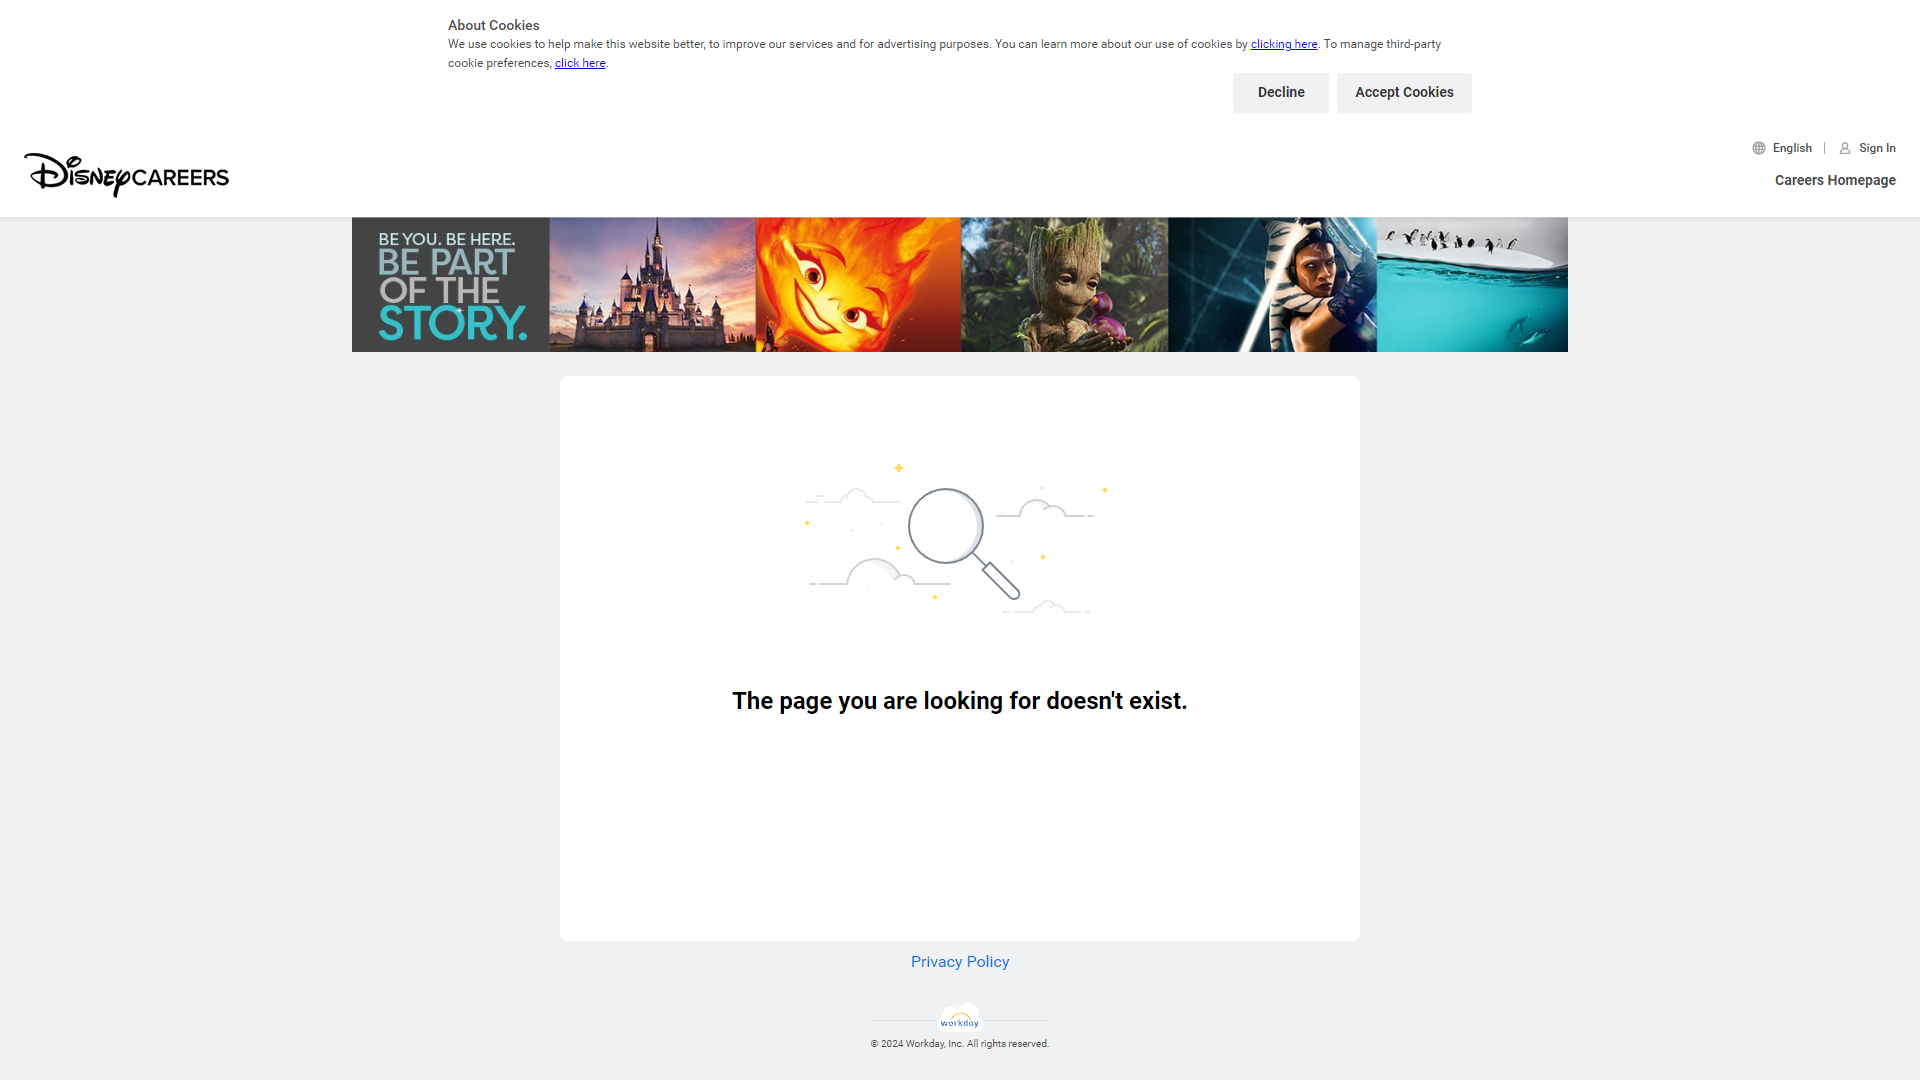 About Cookies
We use cookies to help make this website better, to improve our services and for advertising purposes. You can learn more about our use of cookies by clicking here. To manage third-party
cookie preferences, click here.
Decline
Accept Cookies
English
Sign In
Disney CAREERS
Careers Homepage
BE YOU. BE HERE.
BE PART
OF THE
STORY.
The page you are looking for doesn't exist.
Privacy Policy
workday.
© 2024 Workday, Inc. All rights reserved.